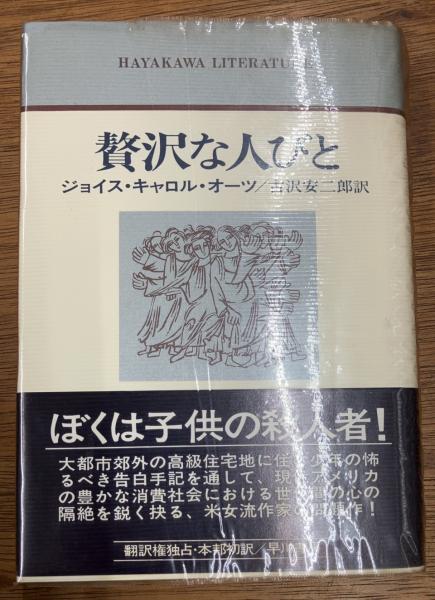 HAYAKAWA LITERATURE
贅沢な人びと
ジョイス・キャロル・オーツ／古沢安二郎訳
ぼくは子供の殺人者!
大都市郊外の高級住宅地に住む少年の怖
るべき告白手記を通して、現代アメリカ
の豊かな消費社会における世代間の心の
隔絶を鋭く抉る、米女流作家の問題作!
翻訳権独占・本邦初訳／早川